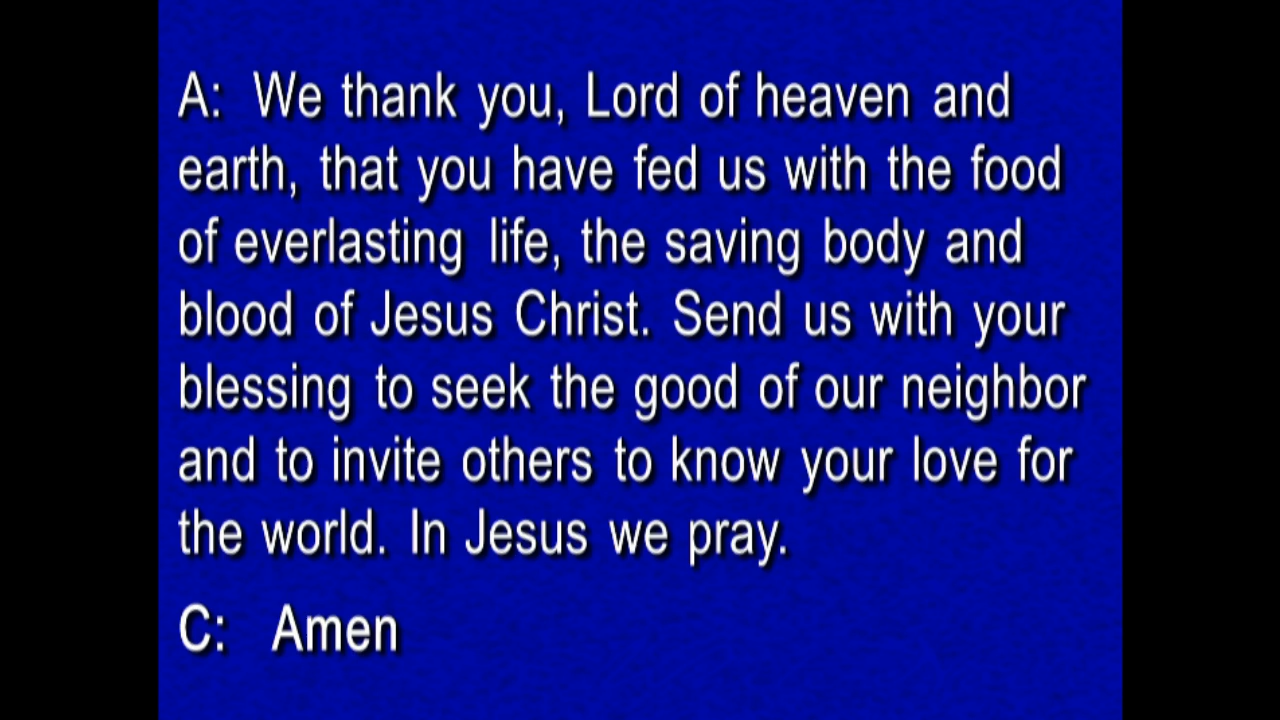 A: We thank you, Lord of heaven and
earth, that you have fed us with the food
of everlasting life, the saving body and
blood of Jesus Christ. Send us with your
blessing to seek the good of our neighbor
and to invite others to know your love for
the world. In Jesus we pray.
C: Amen